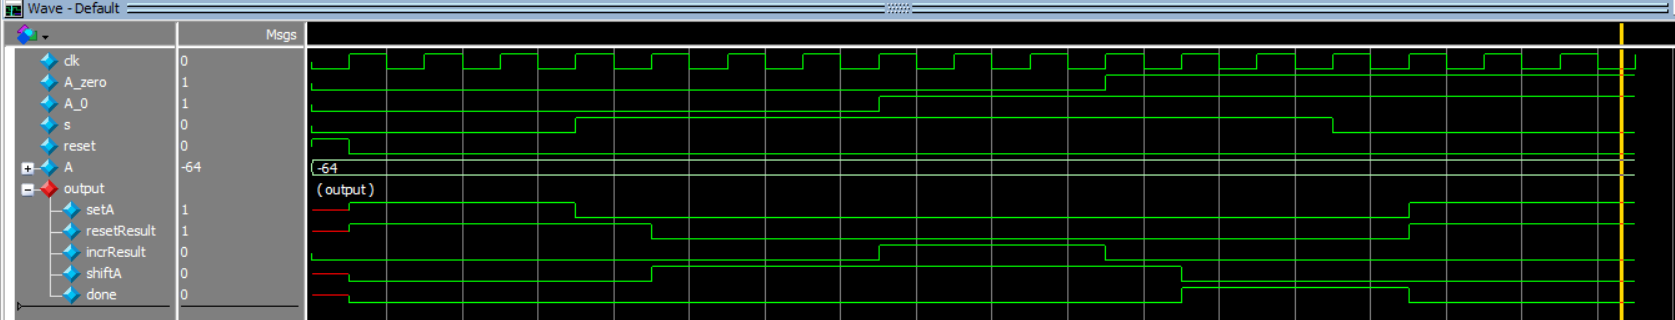 Wave - Default
Msgs
clk 0
A_zero 1
A_0 1
s 0
reset 0
A -64 -64
output ( output )
setA 1
resetResult 1
incrResult 0
shiftA 0
done 0